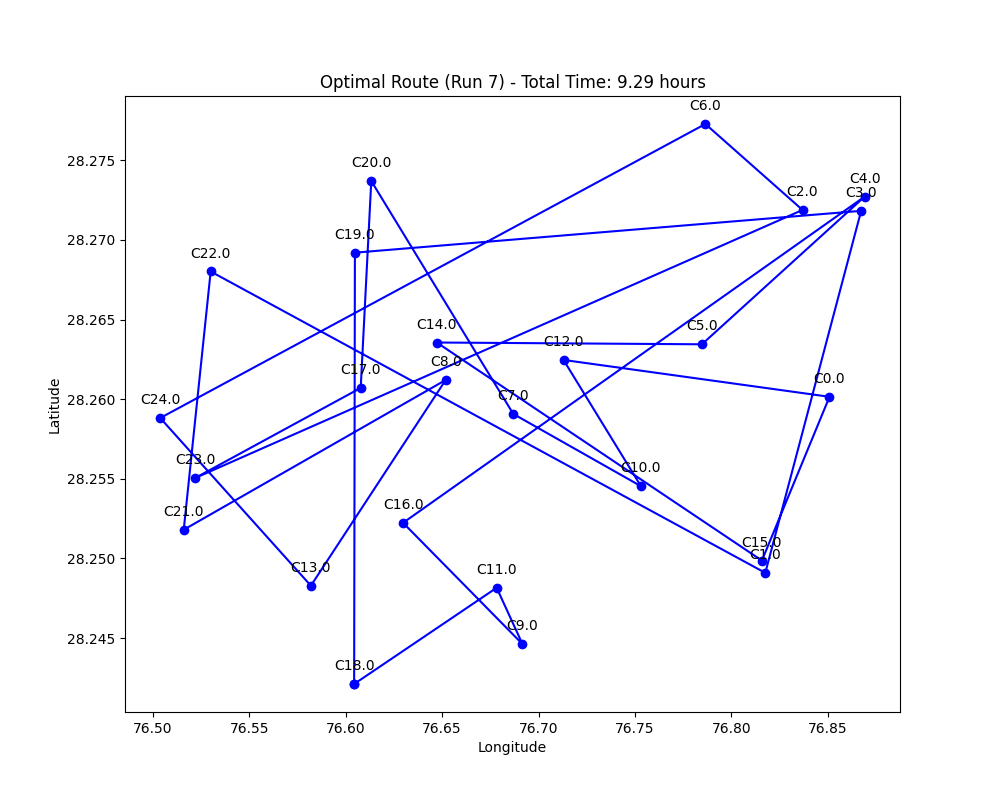 Optimal Route (Run 7) - Total Time: 9.29 hours
C6.0
28.275
C20.0
C4.0
C2.0
C3.0
28.270
C19.0
C22.0
28.265
C14.0
C5.0
C12.0
C8.0
C17.0
C0.0
28.260
C24.0
C7.0
Latitude
28.255
C23.0
C10.0
C21.0
C16.0
28.250
C15.0
C1.0
C13.0
C11.0
28.245
C9.0
C18.0
76.50 76.55 76.60 76.65 76.70 76.75 76.80 76.85
Longitude